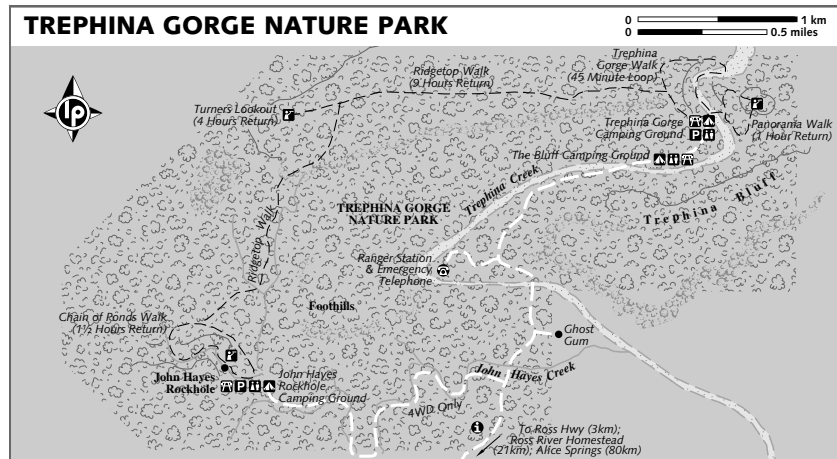 TREPHINA GORGE NATURE PARK
0 1 km
0 0.5 miles
Trephina
Gorge Walk
(45 Minute Loop)
Ridgetop Walk
(9 Hours Return)
lp
Turners Lookout
(4 Hours Return)
Trephina Gorge
Camping Ground
P
Panorama Walk
(1 Hour Return)
The Bluff Camping Ground
Trephina Creek
Trephina Bluff
TREPHINA GORGE
NATURE PARK
Ridgetop Walk
Ranger Station
& Emergency
Telephone
Foothills
Chain of Ponds Walk
(1½ Hours Return)
Ghost
Gum
John Hayes
Rockhole
P
John Hayes
Rockhole
Camping Ground
John Hayes Creek
4WD Only
i
To Ross Hwy (3km);
Ross River Homestead
(21km); Alice Springs (80km)